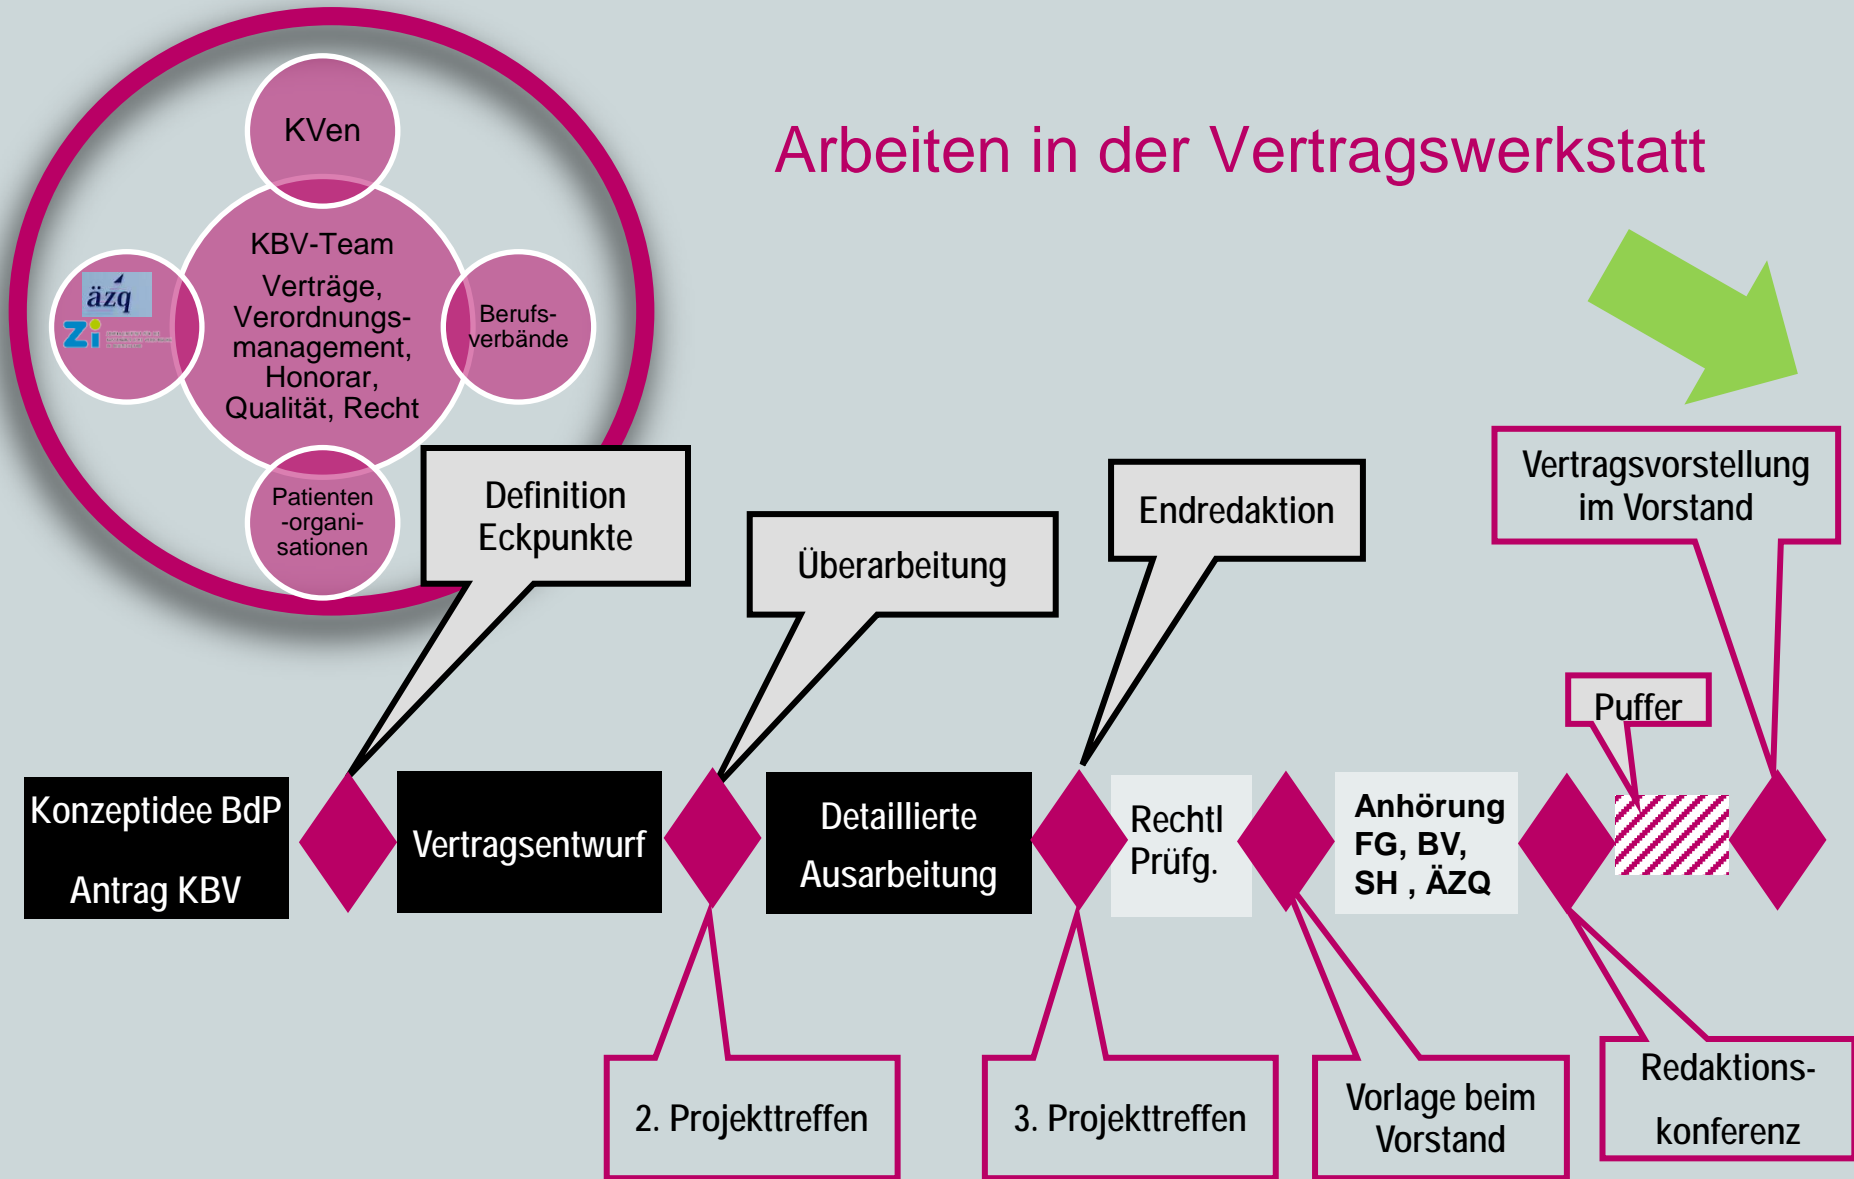 Arbeiten in der Vertragswerkstatt
KVen
KBV-Team
Verträge,
Verordnungs-
management,
Honorar,
Qualität, Recht
äzq
Zi
Berufs-
verbände
Patienten
-organi-
sationen
Definition
Eckpunkte
Überarbeitung
Endredaktion
Vertragsvorstellung
im Vorstand
Puffer
Konzeptidee BdP
Antrag KBV
Vertragsentwurf
Detaillierte
Ausarbeitung
Rechtl
Prüfg.
Anhörung
FG, BV,
SH , ÄZQ
2. Projekttreffen
3. Projekttreffen
Vorlage beim
Vorstand
Redaktions-
konferenz